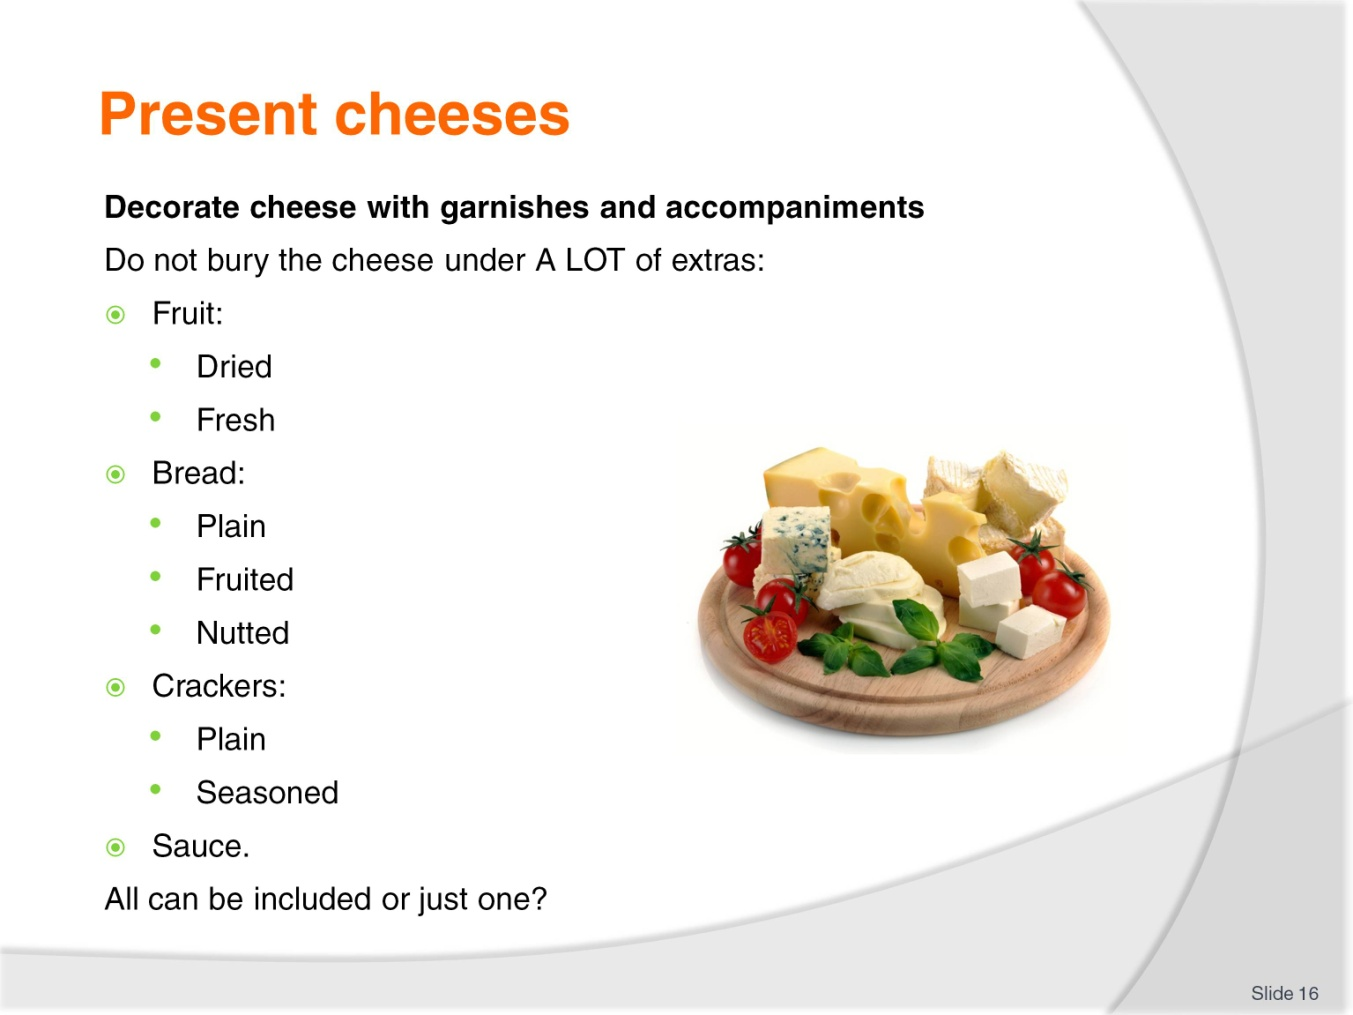 Present cheeses
Decorate cheese with garnishes and accompaniments
Do not bury the cheese under A LOT of extras:
Fruit:
Dried
Fresh
Bread:
Plain
Fruited
Nutted
Crackers:
Plain
Seasoned
Sauce.
All can be included or just one?
Slide 16